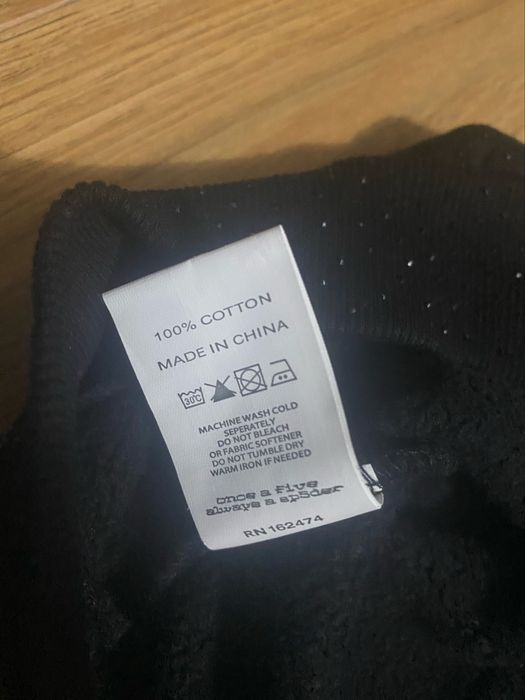 100% COTTON
MADE IN CHINA
30°C
MACHINE WASH COLD
SEPERATELY
DO NOT BLEACH
OR FABRIC SOFTENER
DO NOT TUMBLE DRY
WARM IRON IF NEEDED
once a five
always a sp5der
RN 162474